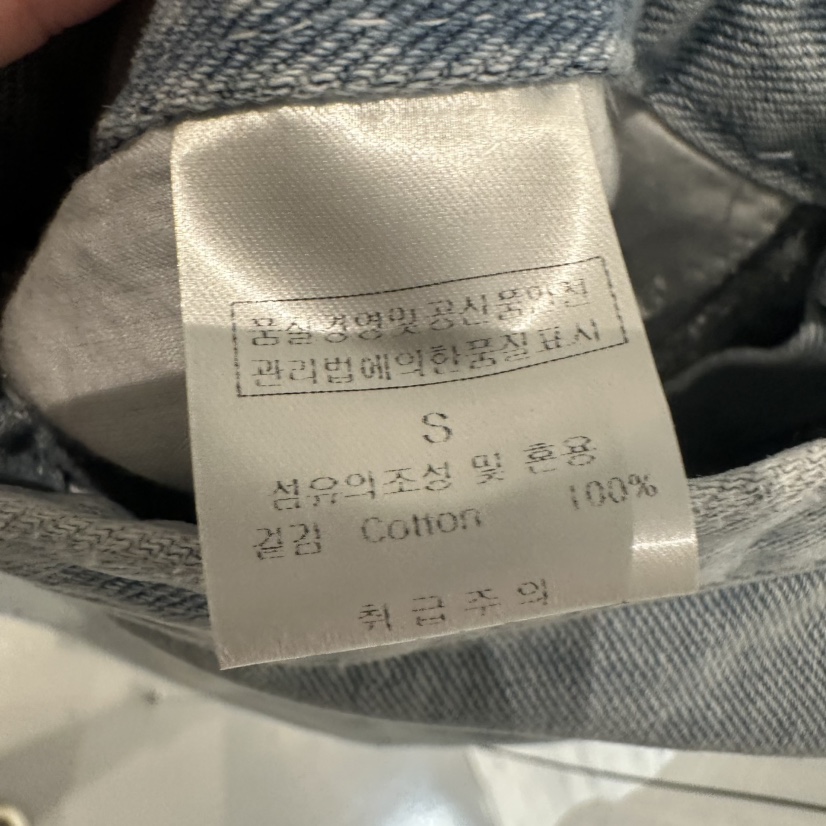 품질경영및공산품안전
관리법에의한품질표시
S
섬유의조성 및 혼용
겉감 Cotton 100%
취급주의